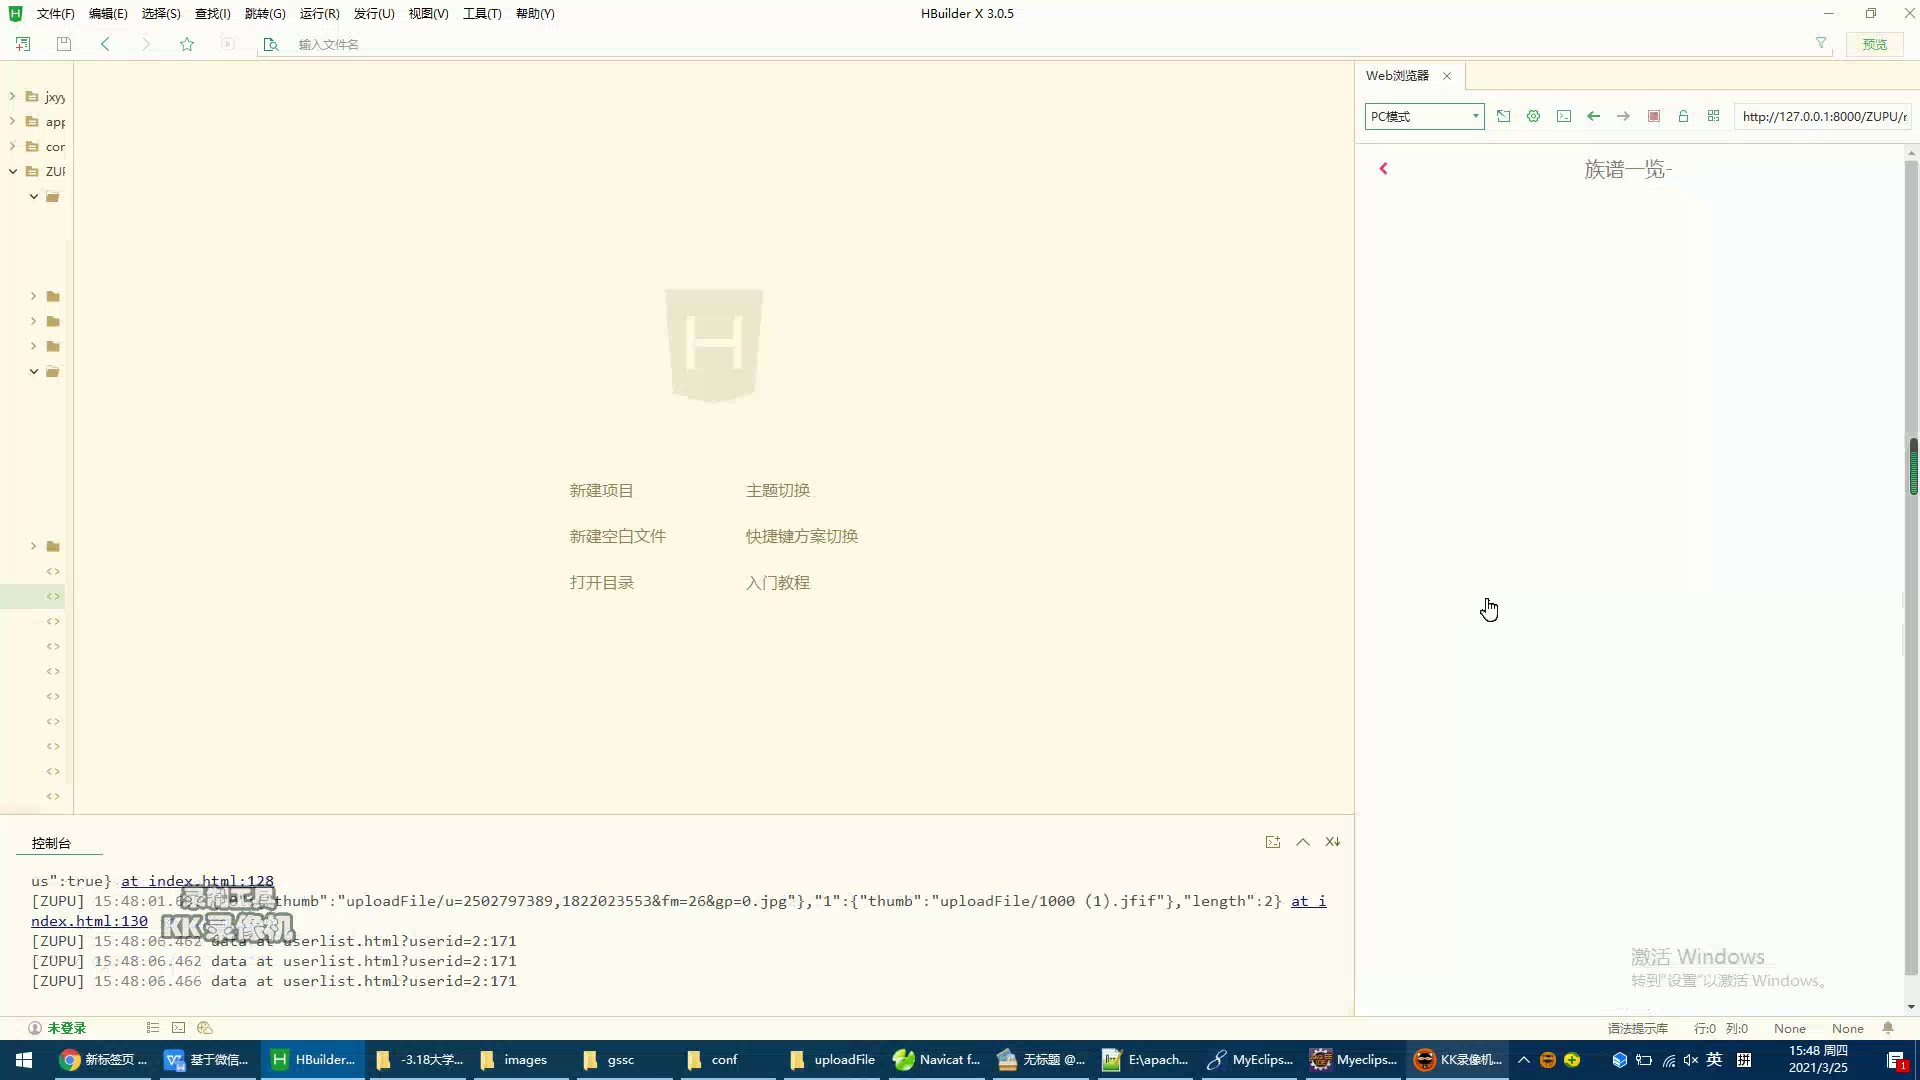 文件(F) 编辑(E) 选择(S) 查找(I) 跳转(G) 运行(R) 发行(U) 视图(V) 工具(T) 帮助(Y)
HBuilder X 3.0.5
输入文件名
预览
jxyy
app
cor
ZUP
H
新建项目 主题切换
新建空白文件 快捷键方案切换
打开目录 入门教程
Web浏览器
PC模式
http://127.0.0.1:8000/ZUPU/r
族谱一览-
控制台
us":true} at index.html:128
[ZUPU] 15:48:01. thumb":"uploadFile/u=2502797389,1822023553&fm=26&gp=0.jpg"},"1":{"thumb":"uploadFile/1000 (1).jfif"},"length":2} at i
ndex.html:130
[ZUPU] 15:48:06.462 data at userlist.html?userid=2:171
[ZUPU] 15:48:06.462 data at userlist.html?userid=2:171
[ZUPU] 15:48:06.466 data at userlist.html?userid=2:171
KK录像机
激活 Windows
转到"设置"以激活 Windows。
未登录
语法提示库 行:0 列:0 None None
新标签页 ... 基于微信... HBuilder... -3.18大学... images gssc conf uploadFile Navicat f... 无标题 @... E:\apach... MyEclips... Myeclips... KK录像机...
英 拼
15:48 周四
2021/3/25
1